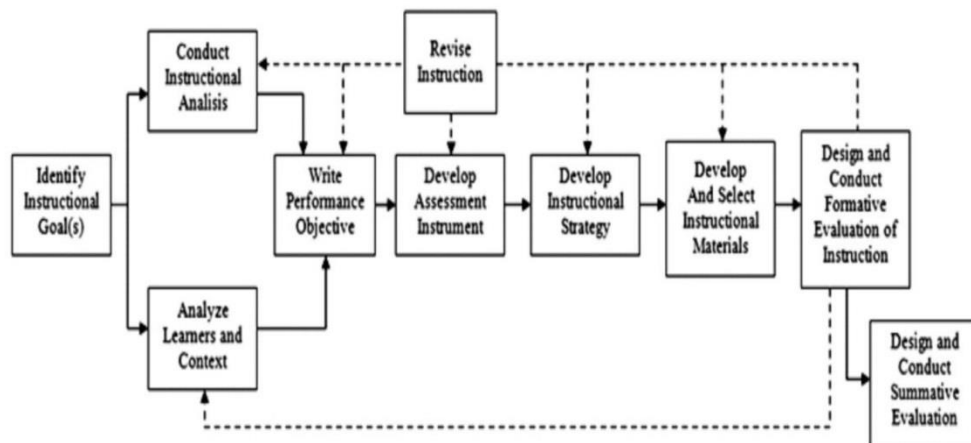 Conduct
Instructional
Analisis
Revise
Instruction
Identify
Instructional
Goal(s)
Write
Performance
Objective
Develop
Assessment
Instrument
Develop
Instructional
Strategy
Develop
And Select
Instructional
Materials
Design and
Conduct
Formative
Evaluation of
Instruction
Analyze
Learners and
Context
Design and
Conduct
Summative
Evaluation